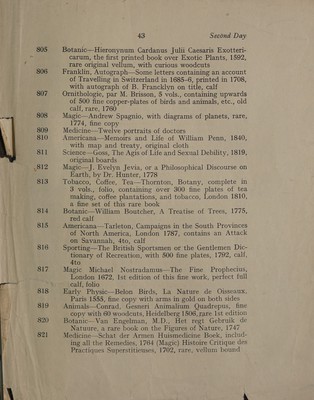 43 Second Day
805 Botanic—Hieronymum Cardanus Julii Caesaris Exotteri-
carum, the first printed book over Exotic Plants, 1592,
rare original vellum, with curious woodcuts
806 Franklin, Autograph—Some letters containing an account
of Travelling in Switzerland in 1685-6, printed in 1708,
with autograph of B. Francklyn on title, calf
807 Ornithologie, par M. Brisson, 5 vols., containing upwards
of 500 fine copper-plates of birds and animals, etc., old
calf, rare, 1760
808 Magic—Andrew Spagnio, with diagrams of planets, rare,
1774, fine copy
809 Medicine—Twelve portraits of doctors
810 Americana—Memoirs and Life of William Penn, 1840,
with map and treaty, original cloth
811 Science—Goss, The Agis of Life and Sexual Debility, 1819,
original boards
812 Magic—J. Evelyn Jevis, or a Philosophical Discourse on
Earth, by Dr. Hunter, 1778
813 Tobacco, Coffee, Tea—Thornton, Botany, complete in
3 vols., folio, containing over 300 fine plates of tea
making, coffee plantations, and tobacco, London 1810,
a fine set of this rare book
814 Botanic—William Boutcher, A Treatise of Trees, 1775,
red calf
815 Americana—Tarleton, Campaigns in the South Provinces
of North America, London 1787, contains an Attack
on Savannah, 4to, calf
816 Sporting—The British Sportsmen or the Gentlemen Dic-
tionary of Recreation, with 500 fine plates, 1792, calf,
4to
817 Magic Michael Nostradamus—The Fine Prophecius,
London 1672, 1st edition of this fine work, perfect full
calf, folio
818 Early Physic—Belon Birds, La Nature de Oisooux,
Paris 1555, fine copy with arms in gold on both sides
819 Animals—Conrad, Gesneri Animalium Quadrepus, fine
copy with 60 woodcuts, Heidelberg 1506, rare 1st edition
820 Botanic—Van Engelman, M.D., Het regt Gebruik de
Natuure, a rare book on the Figures of Nature, 1747
821 Medicine—Schat der Armen Huismedicine Boek, includ-
ing all the Remedies, 1704 (Magic) Histoire Critique des
Practiques Superstitieuses, 1702, rare, vellum bound